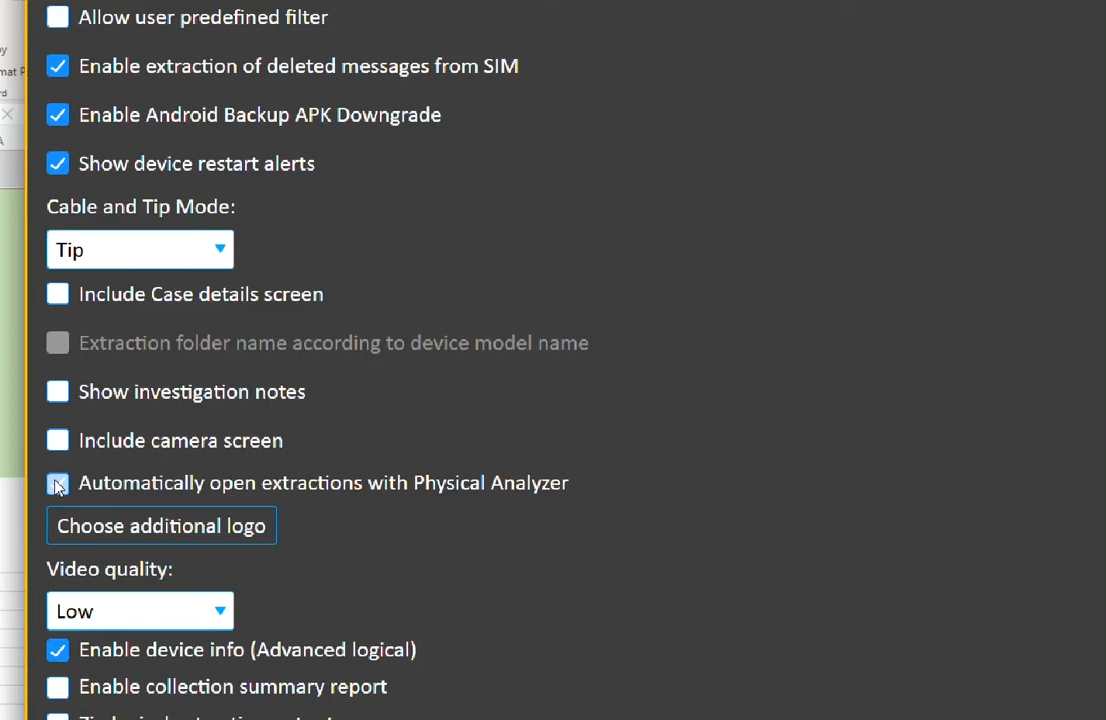 Allow user predefined filter
Enable extraction of deleted messages from SIM
Enable Android Backup APK Downgrade
Show device restart alerts
Cable and Tip Mode:
Tip
Include Case details screen
Extraction folder name according to device model name
Show investigation notes
Include camera screen
Automatically open extractions with Physical Analyzer
Choose additional logo
Video quality:
Low
Enable device info (Advanced logical)
Enable collection summary report